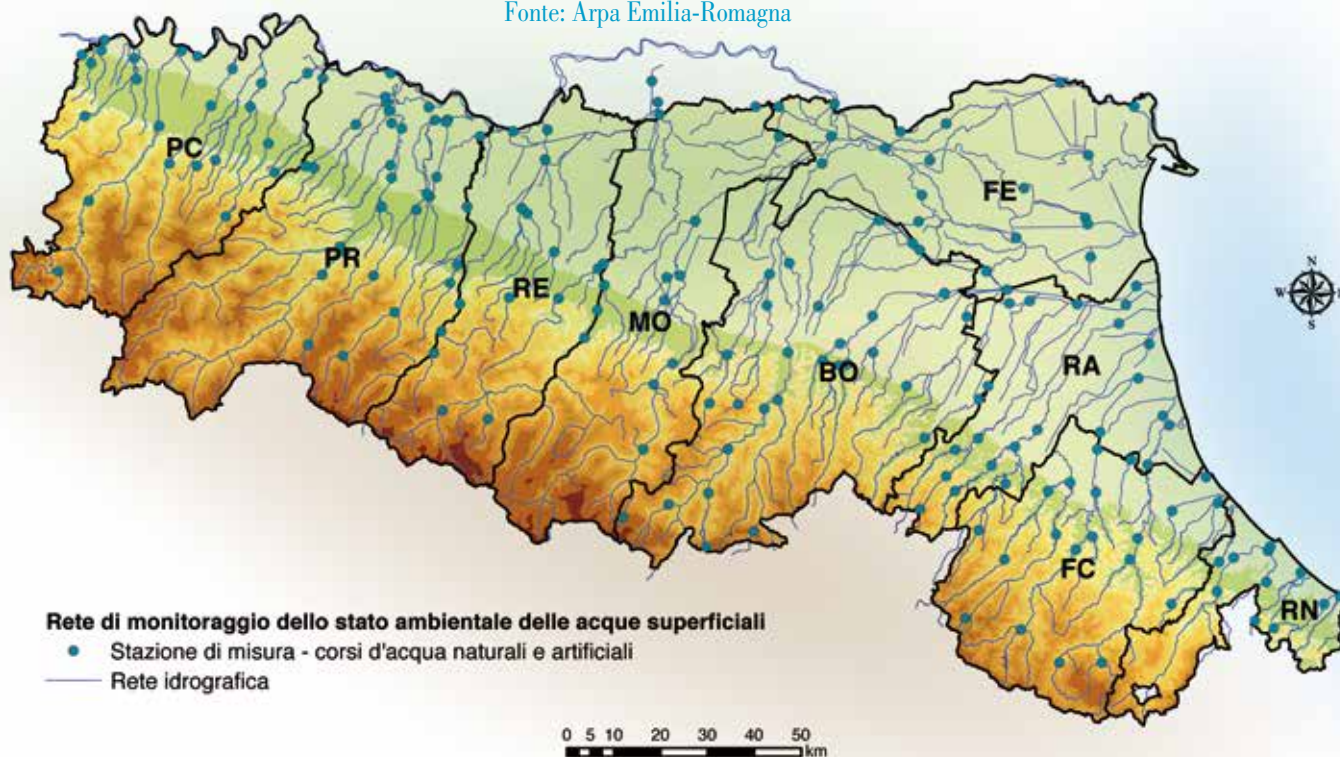 Fonte: Arpa Emilia-Romagna
PC
PR
RE
MO
BO
FE
RA
FC
RN
N
W
S
Rete di monitoraggio dello stato ambientale delle acque superficiali
Stazione di misura - corsi d'acqua naturali e artificiali
Rete idrografica
0 5 10 20 30 40 50
km